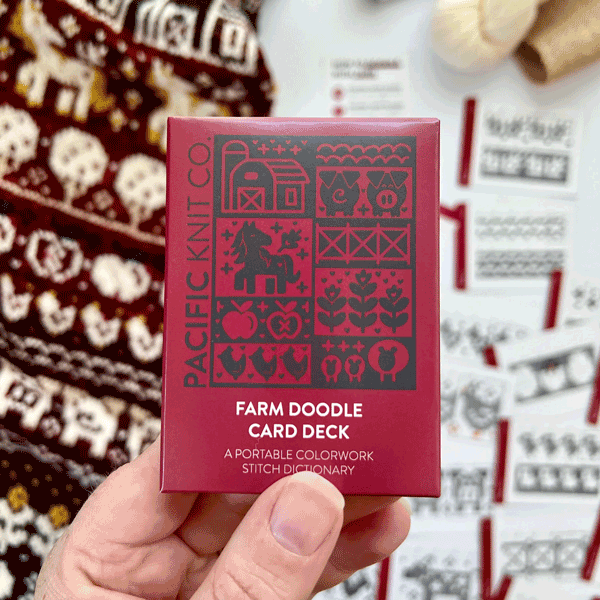 PACIFIC KNIT CO.
FARM DOODLE
CARD DECK
A PORTABLE COLORWORK
STITCH DICTIONARY